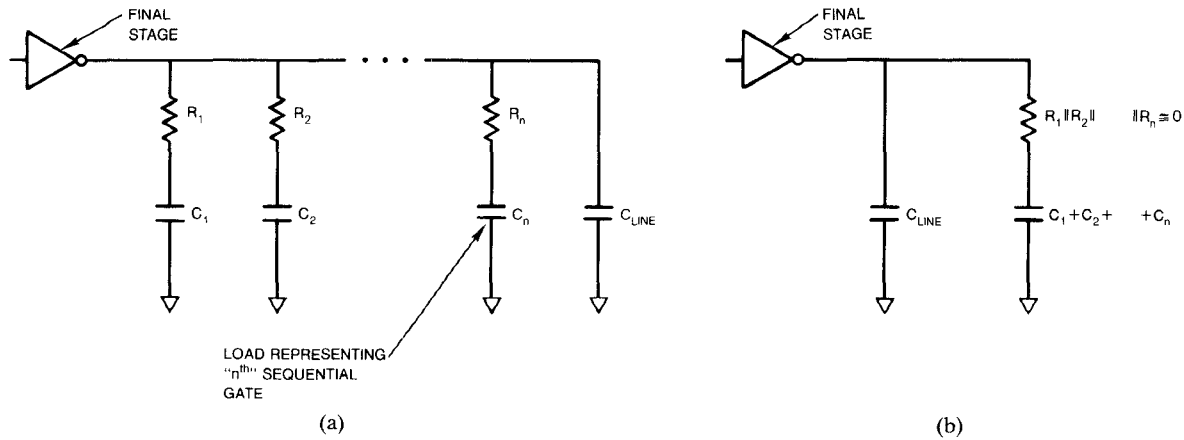 FINAL
STAGE
R1
R2
Rn
C1
C2
Cn
CLINE
LOAD REPRESENTING
"nth" SEQUENTIAL
GATE
(a)
FINAL
STAGE
R1||R2|| ||Rn≅0
CLINE
C1+C2+ +Cn
(b)